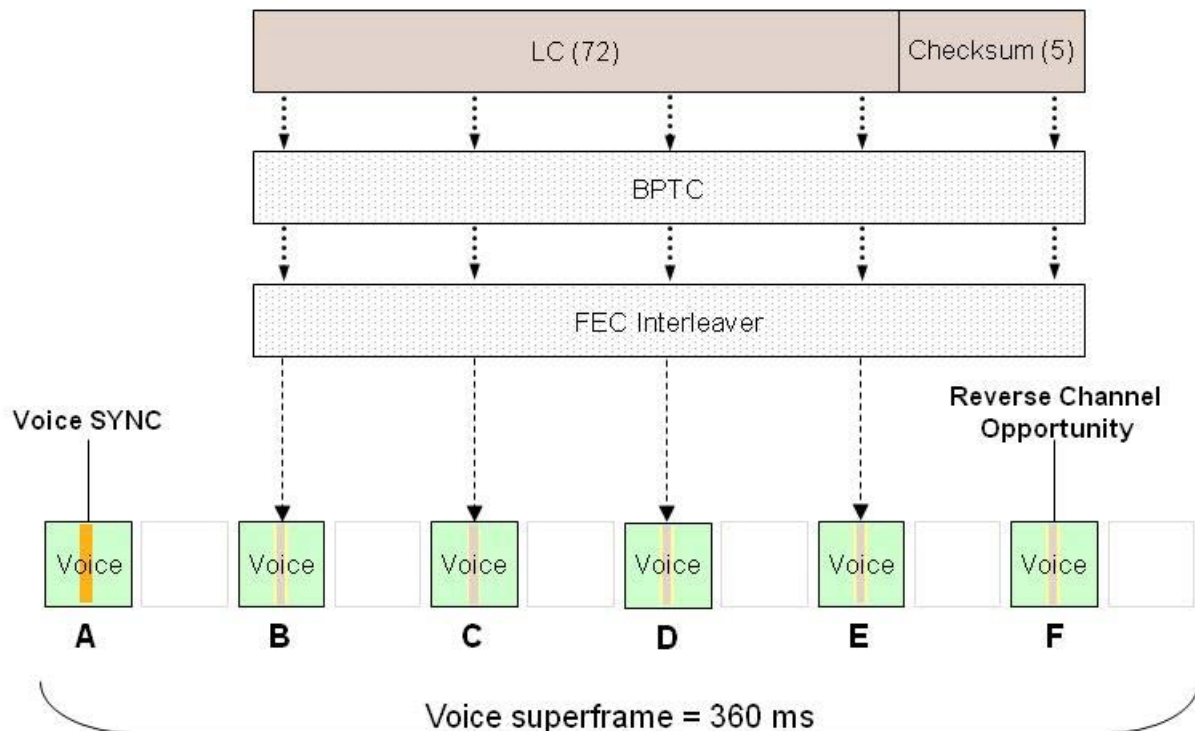 LC (72)
Checksum (5)
BPTC
FEC Interleaver
Voice SYNC
Reverse Channel
Opportunity
Voice
Voice
Voice
Voice
Voice
Voice
A
B
C
D
E
F
Voice superframe = 360 ms